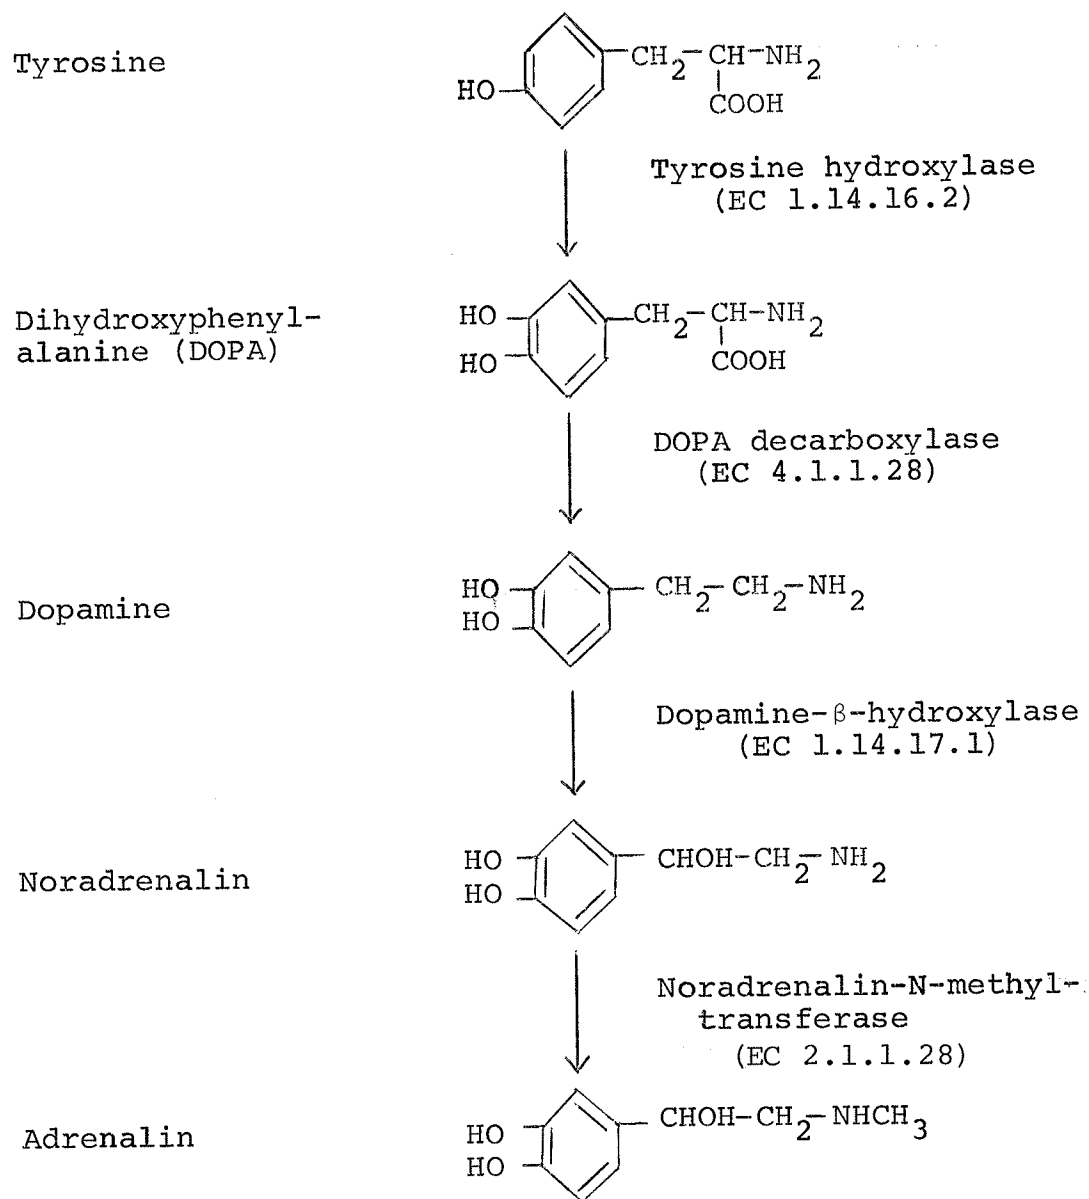 Tyrosine
HO
CH2-CH-NH2
COOH
Tyrosine hydroxylase
(EC 1.14.16.2)
Dihydroxyphenyl-
alanine (DOPA)
HO
HO
CH2-CH-NH2
COOH
DOPA decarboxylase
(EC 4.1.1.28)
Dopamine
HO
HO
CH2-CH2-NH2
Dopamine-β-hydroxylase
(EC 1.14.17.1)
Noradrenalin
HO
HO
CHOH-CH2-NH2
Noradrenalin-N-methyl-
transferase
(EC 2.1.1.28)
Adrenalin
HO
HO
CHOH-CH2-NHCH3